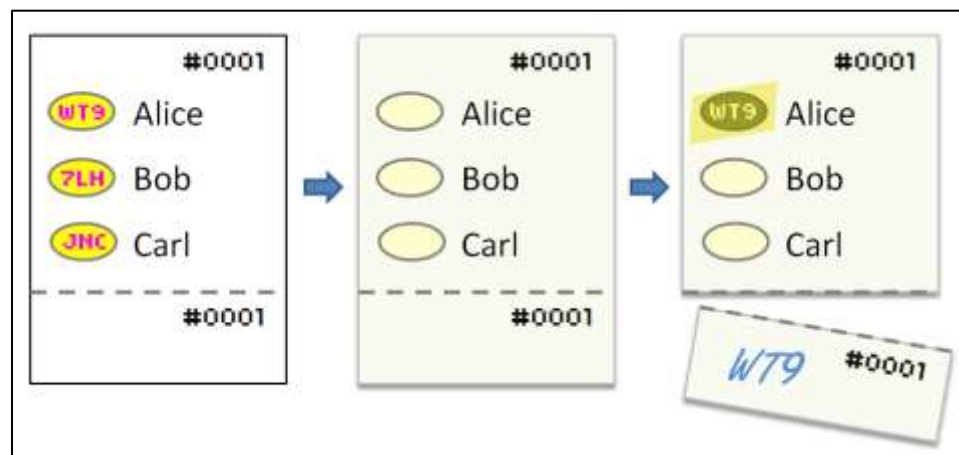 #0001
WT9 Alice
7LH Bob
JNC Carl
#0001
#0001
Alice
Bob
Carl
#0001
#0001
WT9 Alice
Bob
Carl
WT9 #0001